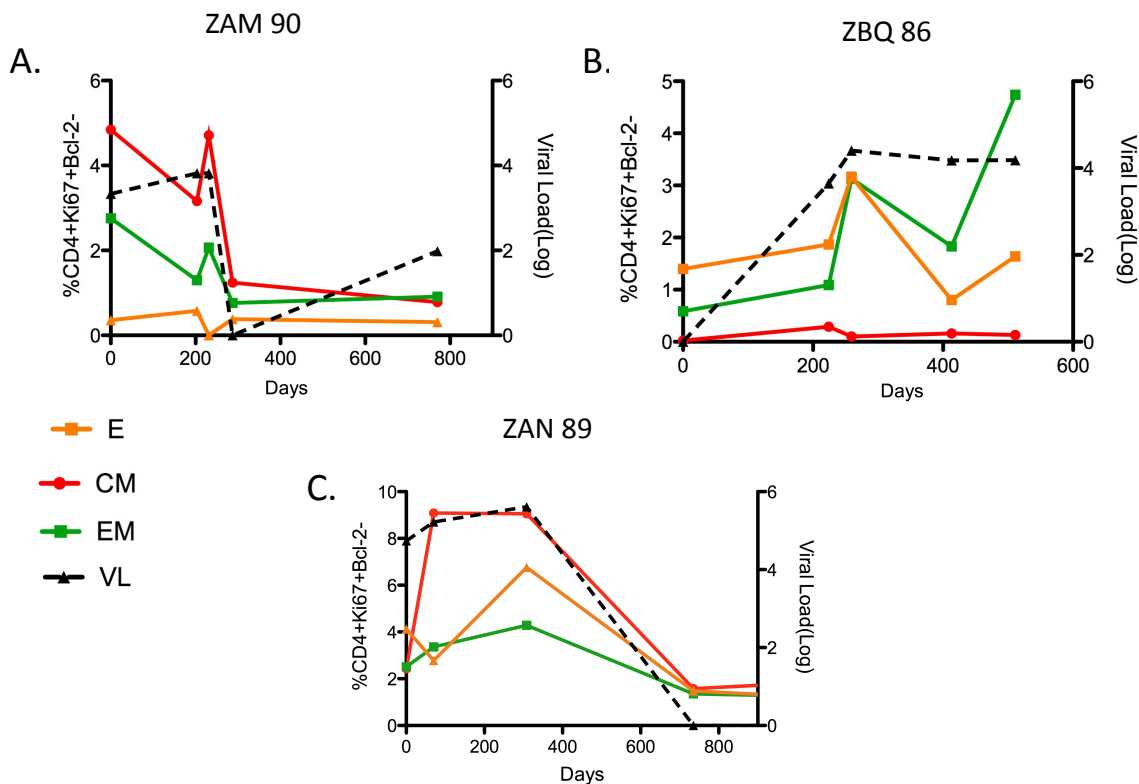 ZAM 90
A.
6
4
2
0
%CD4+Ki67+Bcl-2-
6
4
2
0
Viral Load(Log)
0 200 400 600 800
Days
ZBQ 86
B.
5
4
3
2
1
0
%CD4+Ki67+Bcl-2-
6
4
2
0
Viral Load(Log)
0 200 400 600
Days
E
CM
EM
VL
ZAN 89
C.
10
8
6
4
2
0
%CD4+Ki67+Bcl-2-
6
4
2
0
Viral Load(Log)
0 200 400 600 800
Days